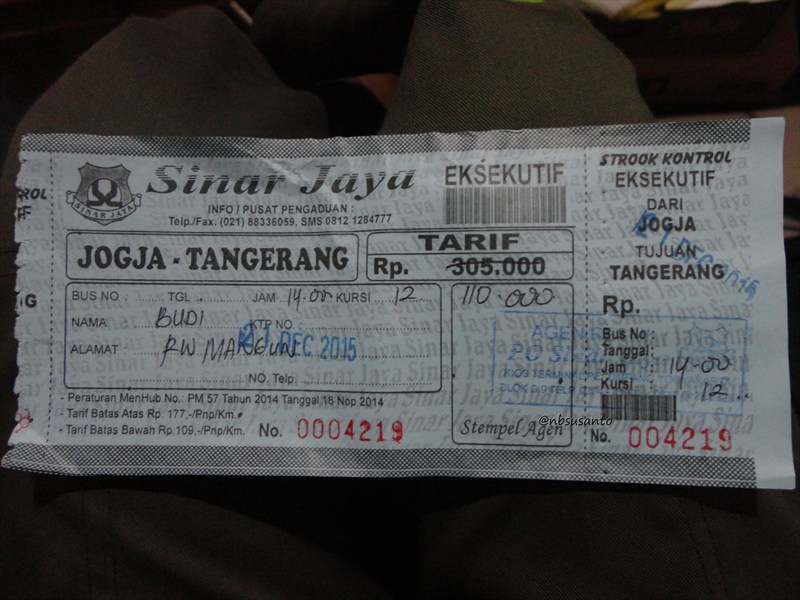 Sinar Jaya
SINAR JAYA
EKSEKUTIF
INFO / PUSAT PENGADUAN :
Telp./Fax. (021) 88336059, SMS 0812 1284777
JOGJA - TANGERANG
TARIF
Rp. 305.000
BUS NO : TGL. JAM 14-00 KURSI 12
110.000
NAMA BUDI KTP NO
ALAMAT RW MANGUN
21 DEC 2015
NO. Telp
- Peraturan MenHub No.: PM 57 Tahun 2014 Tanggal 18 Nop 2014
- Tarif Batas Atas Rp. 177,-/Pnp/Km.
- Tarif Batas Bawah Rp.109,-/Pnp/Km.
No. 0004219
Stempel Agen
@nbsusanto
STROOK KONTROL
EKSEKUTIF
DARI
JOGJA
TUJUAN
TANGERANG
Rp.
Bus No :
Tanggal:
Jam : 14-00
Kursi : 12
No. 004219